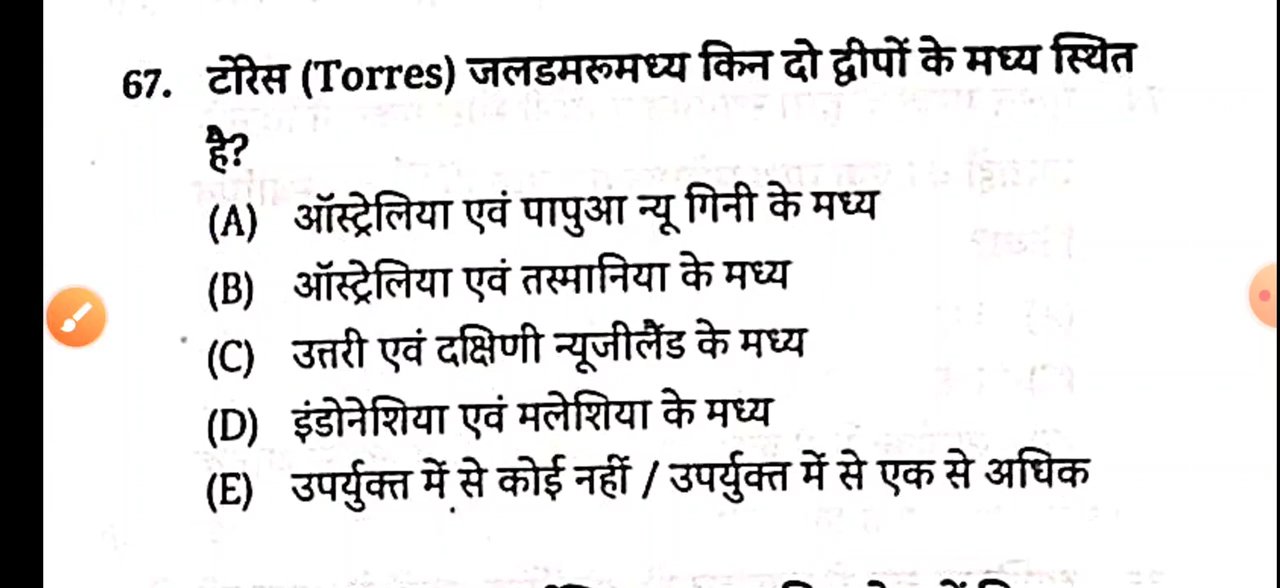 67. टॉरेस (Torres) जलडमरूमध्य किन दो द्वीपों के मध्य स्थित
है?
(A) ऑस्ट्रेलिया एवं पापुआ न्यू गिनी के मध्य
(B) ऑस्ट्रेलिया एवं तस्मानिया के मध्य
(C) उत्तरी एवं दक्षिणी न्यूजीलैंड के मध्य
(D) इंडोनेशिया एवं मलेशिया के मध्य
(E) उपर्युक्त में से कोई नहीं / उपर्युक्त में से एक से अधिक